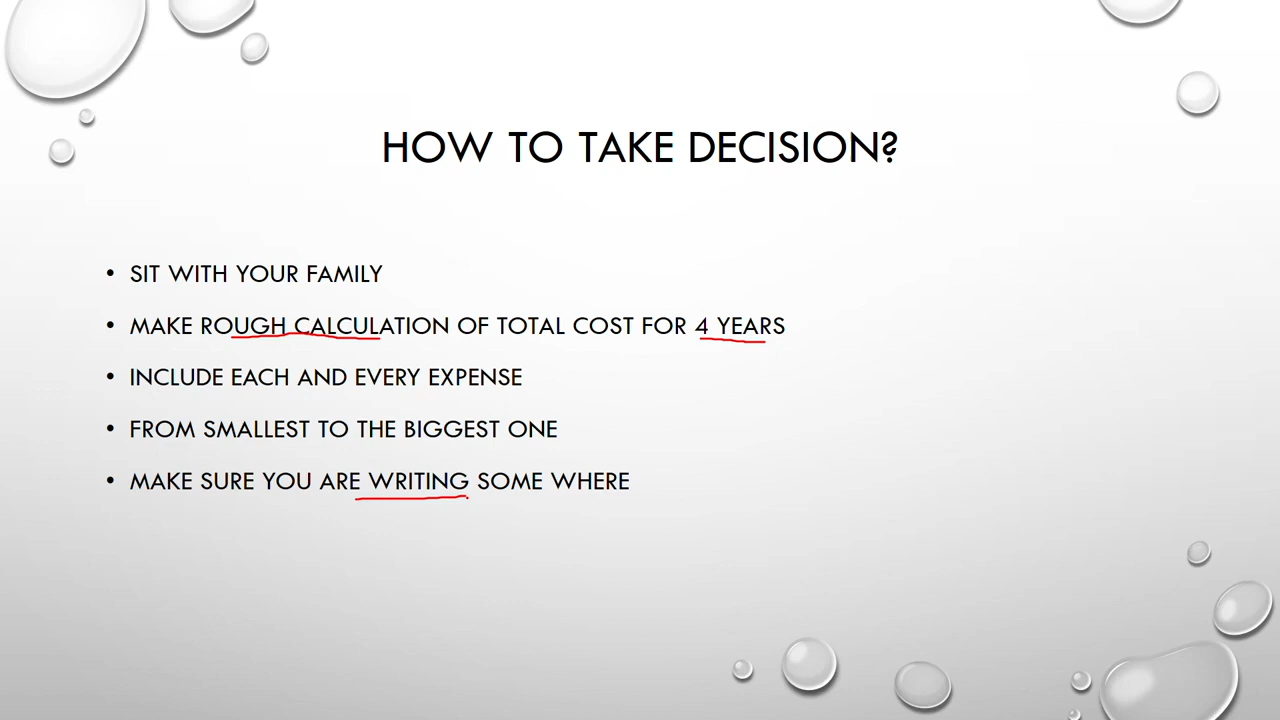 HOW TO TAKE DECISION?
• SIT WITH YOUR FAMILY
• MAKE ROUGH CALCULATION OF TOTAL COST FOR 4 YEARS
• INCLUDE EACH AND EVERY EXPENSE
• FROM SMALLEST TO THE BIGGEST ONE
• MAKE SURE YOU ARE WRITING SOME WHERE